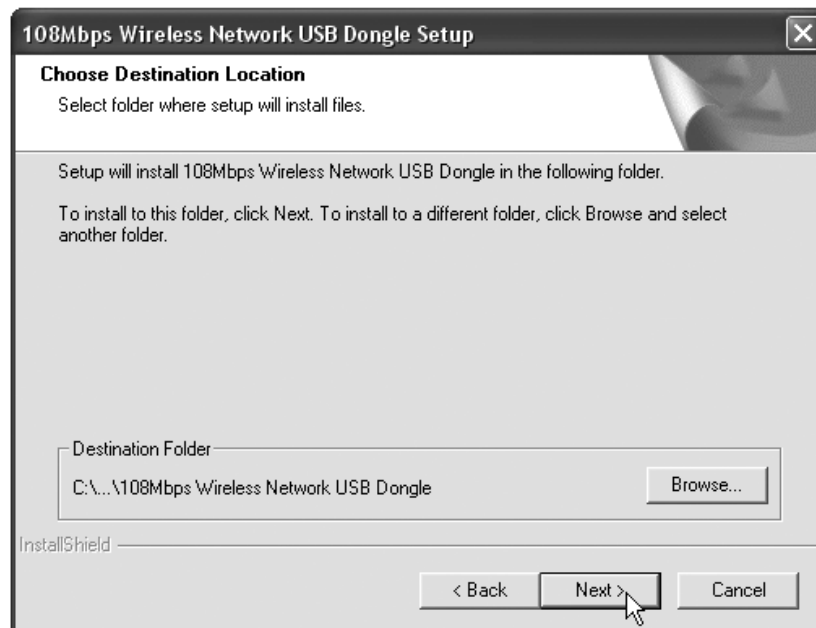 108Mbps Wireless Network USB Dongle Setup
Choose Destination Location
Select folder where setup will install files.
Setup will install 108Mbps Wireless Network USB Dongle in the following folder.
To install to this folder, click Next. To install to a different folder, click Browse and select
another folder.
Destination Folder
C:\...\108Mbps Wireless Network USB Dongle
Browse...
InstallShield
< Back
Next >
Cancel